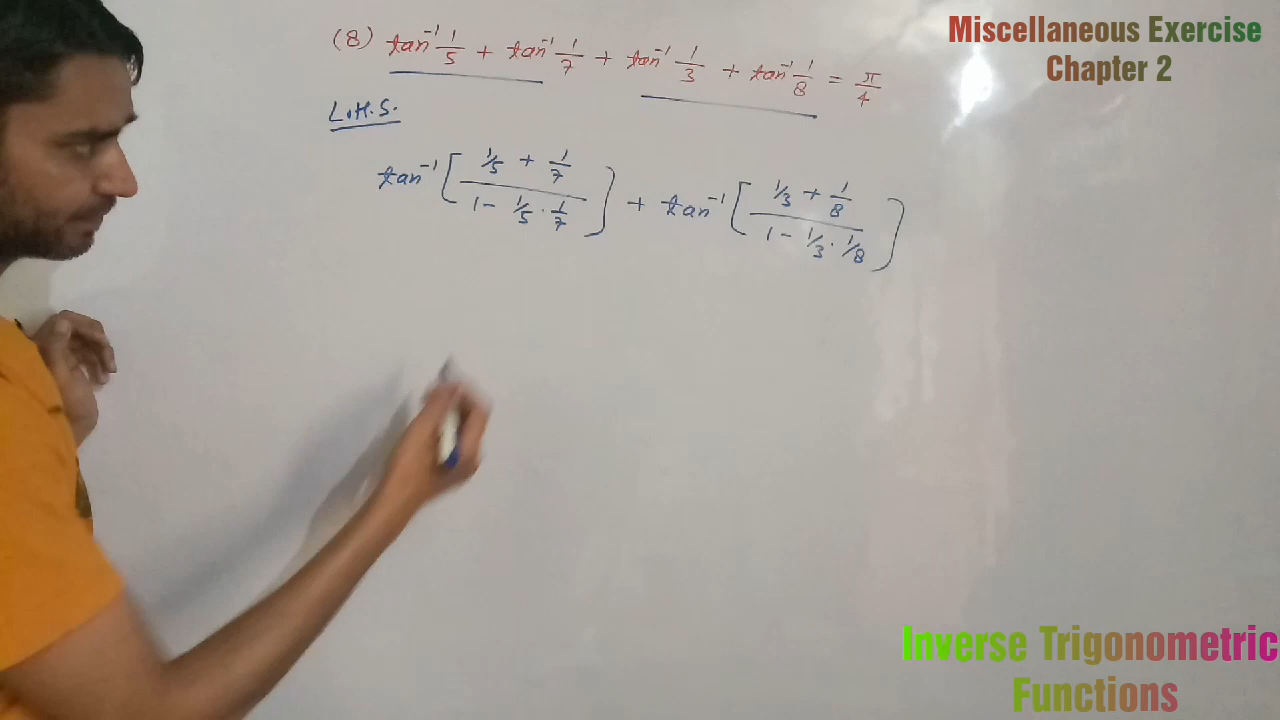 Miscellaneous Exercise
Chapter 2
(8) tan⁻¹ 1/5 + tan⁻¹ 1/7 + tan⁻¹ 1/3 + tan⁻¹ 1/8 = π/4
L.H.S.
tan⁻¹ [ (1/5 + 1/7) / (1 - 1/5 · 1/7) ] + tan⁻¹ [ (1/3 + 1/8) / (1 - 1/3 · 1/8) ]
Inverse Trigonometric
Functions